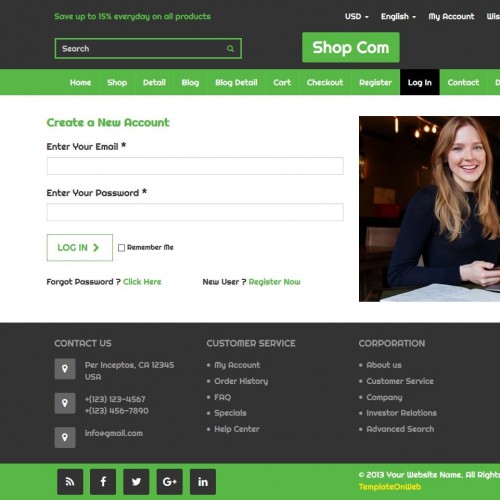 Save up to 15% everyday on all products
USD English My Account
Search
Shop Com
Home Shop Detail Blog Blog Detail Cart Checkout Register Log In Contact
Create a New Account
Enter Your Email *
Enter Your Password *
LOG IN
Remember Me
Forgot Password ? Click Here
New User ? Register Now
CONTACT US
Per Inceptos, CA 12345
USA
+(123) 123-4567
+(123) 456-7890
info@gmail.com
CUSTOMER SERVICE
My Account
Order History
FAQ
Specials
Help Center
CORPORATION
About us
Customer Service
Company
Investor Relations
Advanced Search
© 2013 Your Website Name. All Rights
TemplateOnWeb